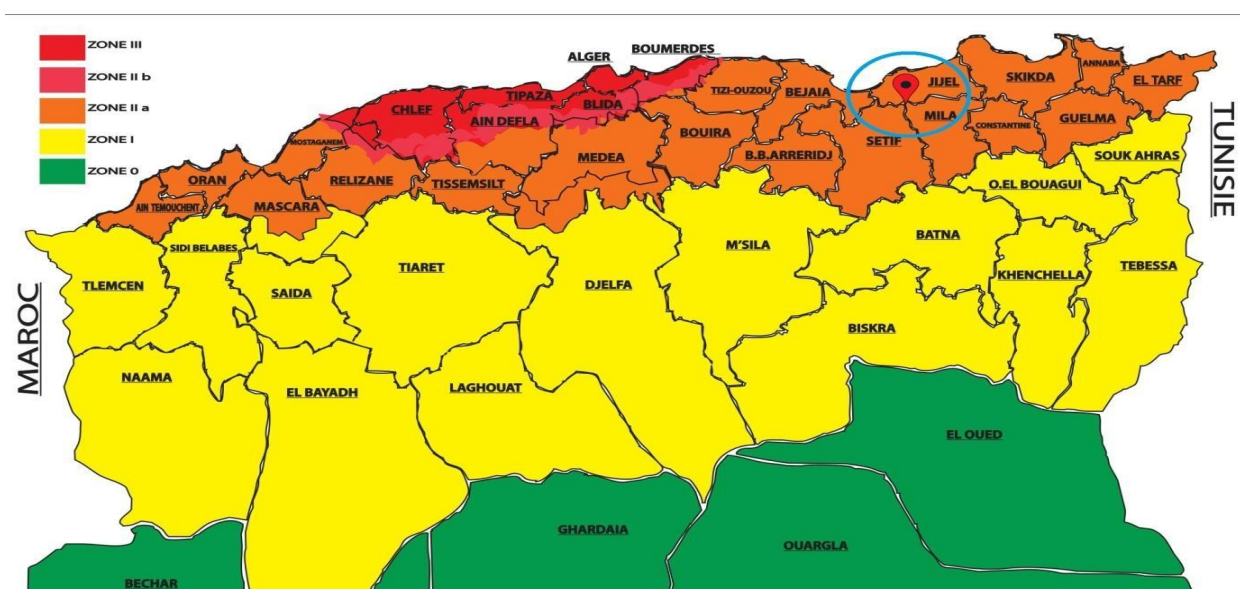 ZONE III
ZONE II b
ZONE II a
ZONE I
ZONE 0
ALGER
BOUMERDES
CHLEF
TIPAZA
BLIDA
AIN DEFLA
TIZI-OUZOU
BEJAIA
JIJEL
SKIKDA
ANNABA
EL TARF
MOSTAGANEM
MEDEA
BOUIRA
B.B.ARRERIDJ
SETIF
MILA
CONSTANTINE
GUELMA
SOUK AHRAS
ORAN
AIN TEMOUCHENT
MASCARA
RELIZANE
TISSEMSILT
O.EL BOUAGUI
TLEMCEN
SIDI BELABES
SAIDA
TIARET
DJELFA
M'SILA
BATNA
KHENCHELLA
TEBESSA
BISKRA
NAAMA
EL BAYADH
LAGHOUAT
EL OUED
GHARDAIA
OUARGLA
BECHAR
MAROC
TUNISIE